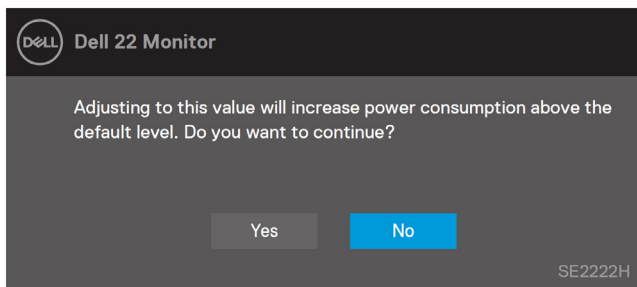 DELL Dell 22 Monitor
Adjusting to this value will increase power consumption above the
default level. Do you want to continue?
Yes No
SE2222H